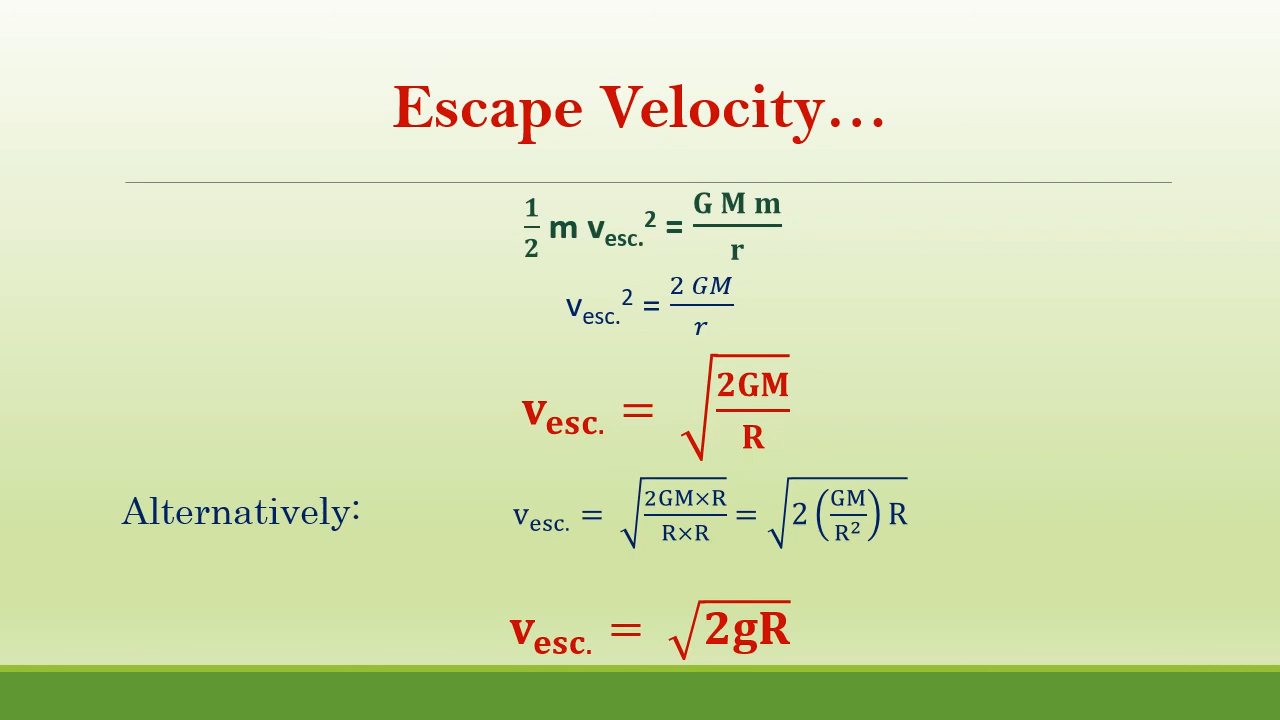 Escape Velocity...
1/2 m v_esc.² = G M m / r
v_esc.² = 2 GM / r
v_esc. = √(2GM / R)
Alternatively: v_esc. = √(2GM×R / R×R) = √(2 (GM / R²) R)
v_esc. = √(2gR)